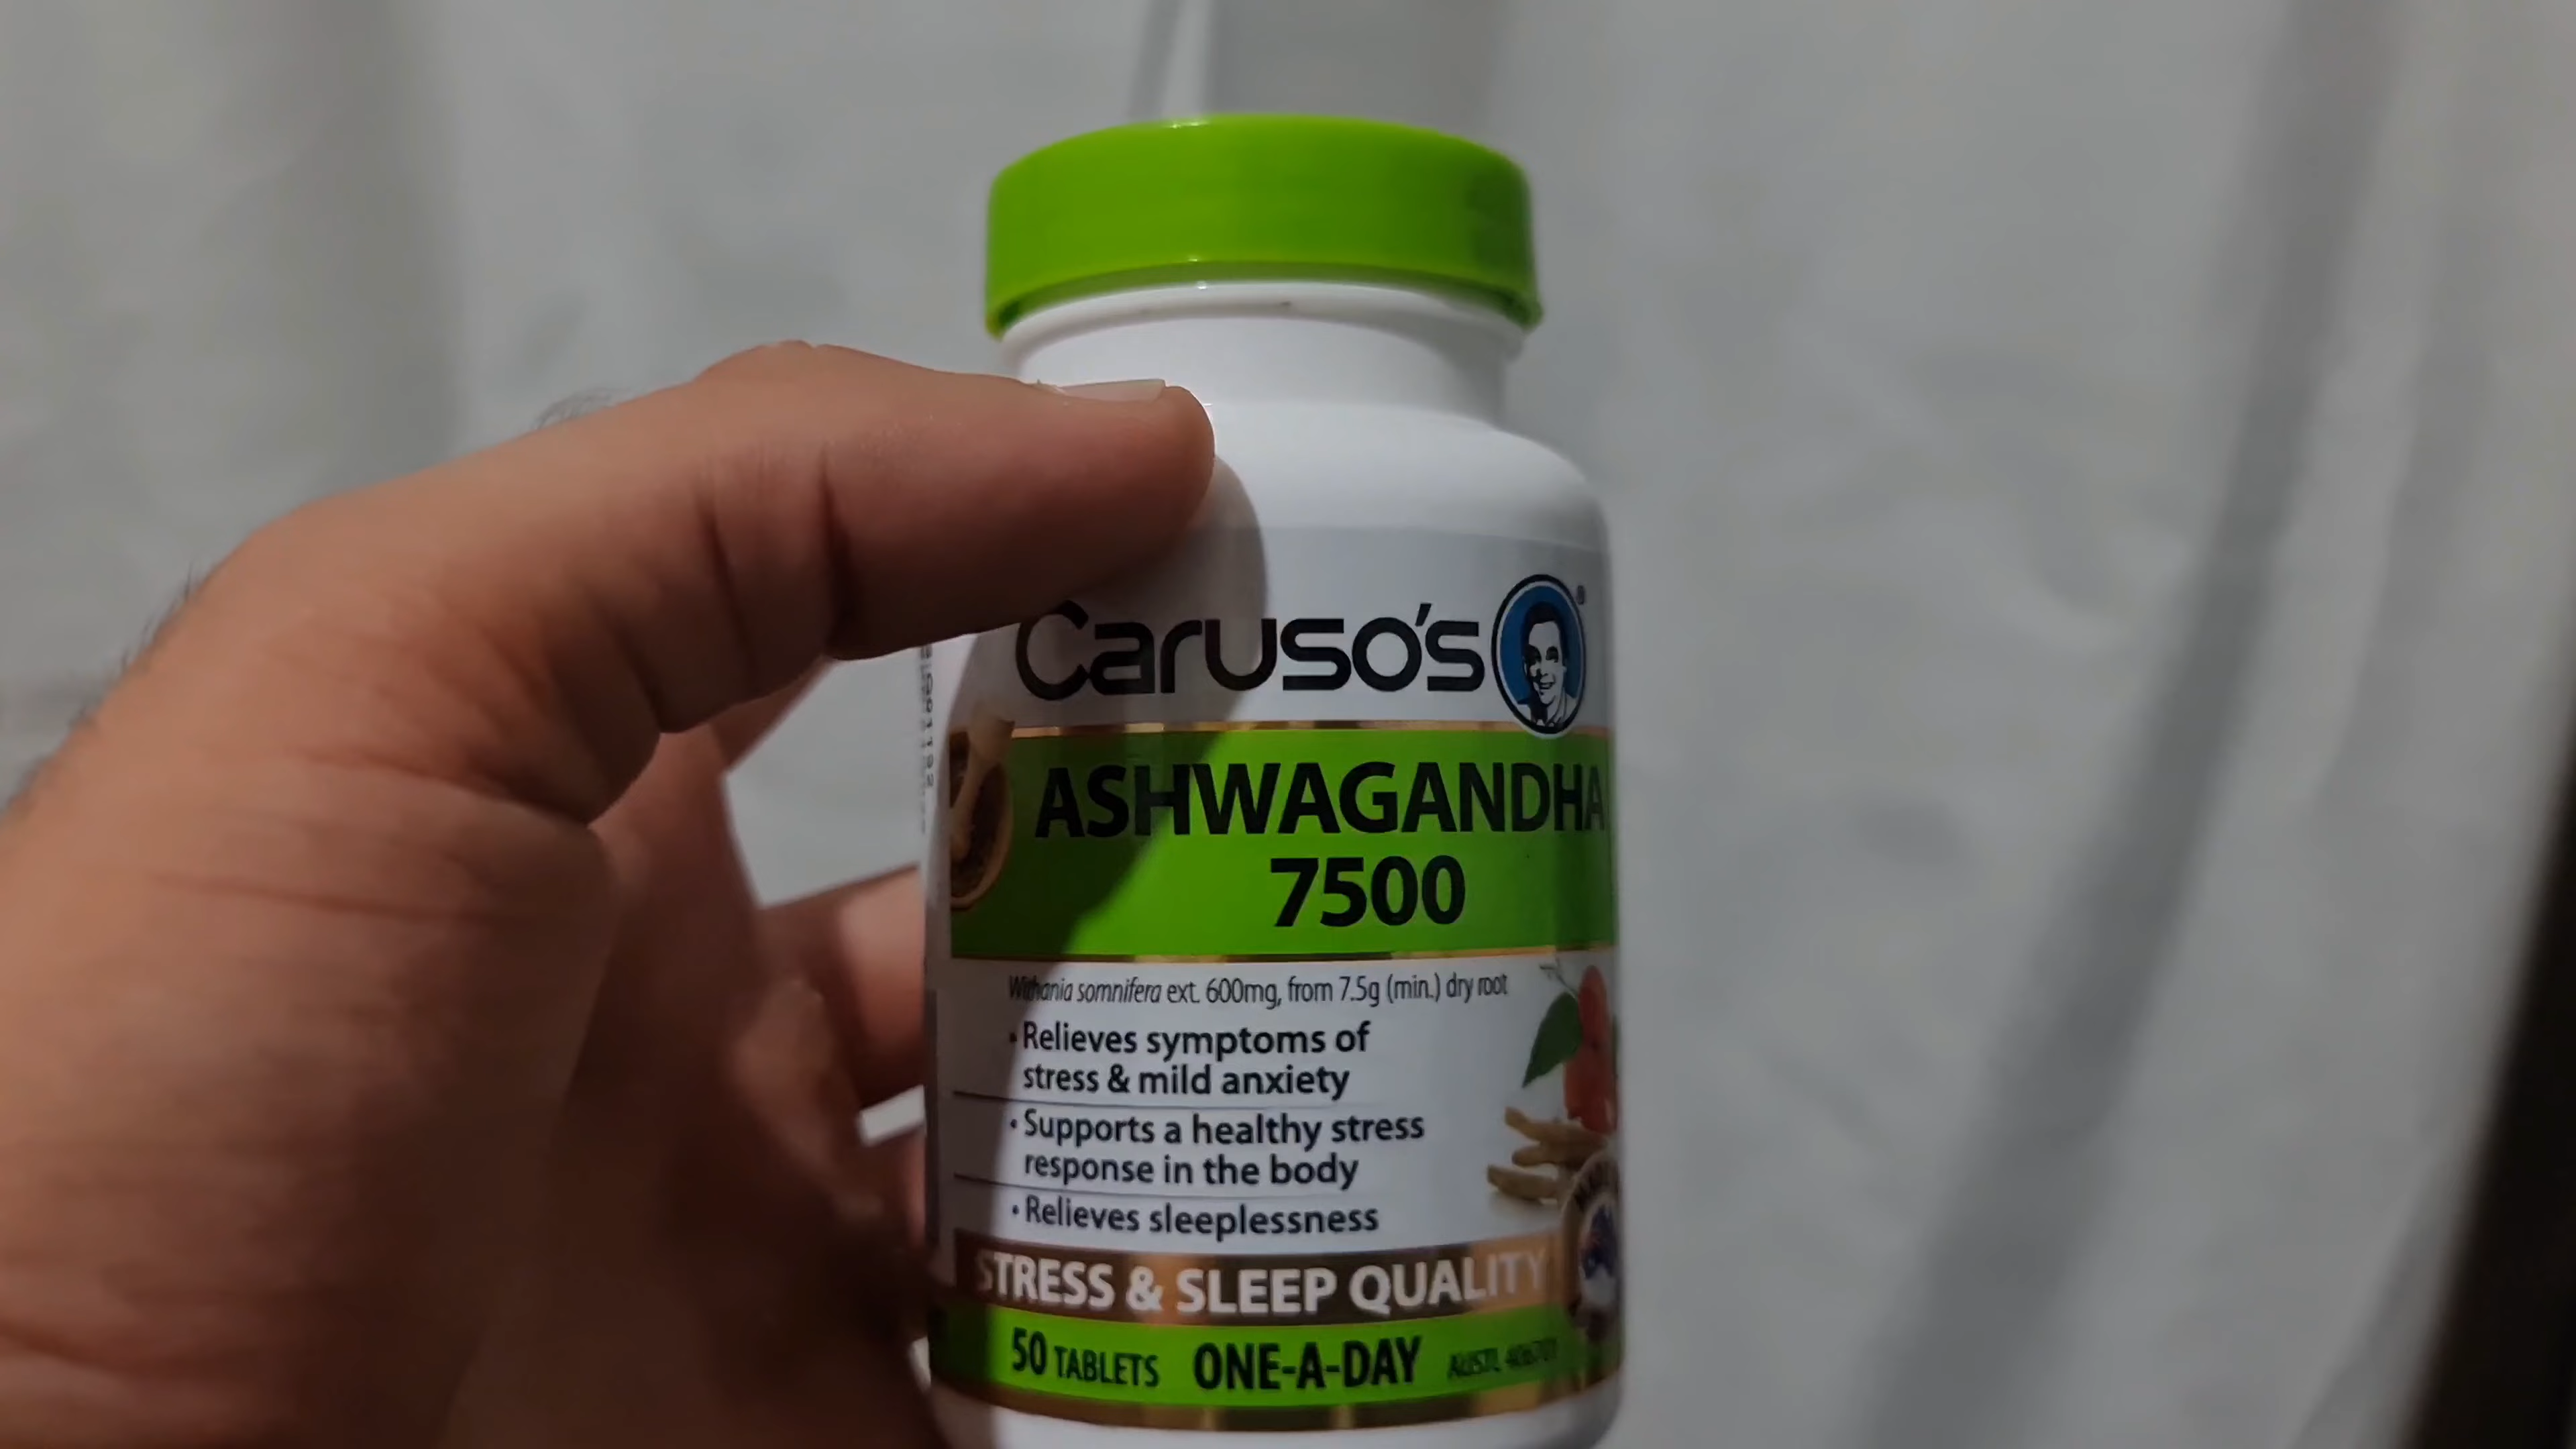 Caruso's
ASHWAGANDHA
7500
Withania somnifera ext. 600mg, from 7.5g (min.) dry root
• Relieves symptoms of
stress & mild anxiety
• Supports a healthy stress
response in the body
• Relieves sleeplessness
STRESS & SLEEP QUALITY
50 TABLETS ONE-A-DAY AUST L